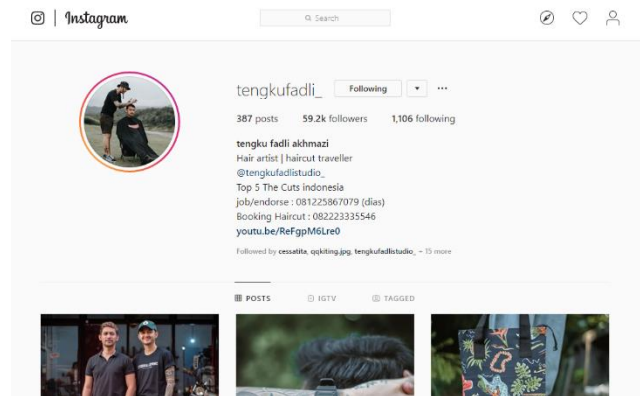 Instagram
Search
tengkufadli_ Following
387 posts 59.2k followers 1,106 following
tengku fadli akhmazi
Hair artist | haircut traveller
@tengkufadlistudio_
Top 5 The Cuts indonesia
job/endorse : 081225867079 (dias)
Booking Haircut : 082223335546
youtu.be/ReFgpM6Lre0
Followed by cessatita, qqkiting.jpg, tengkufadlistudio_ + 15 more
POSTS IGTV TAGGED